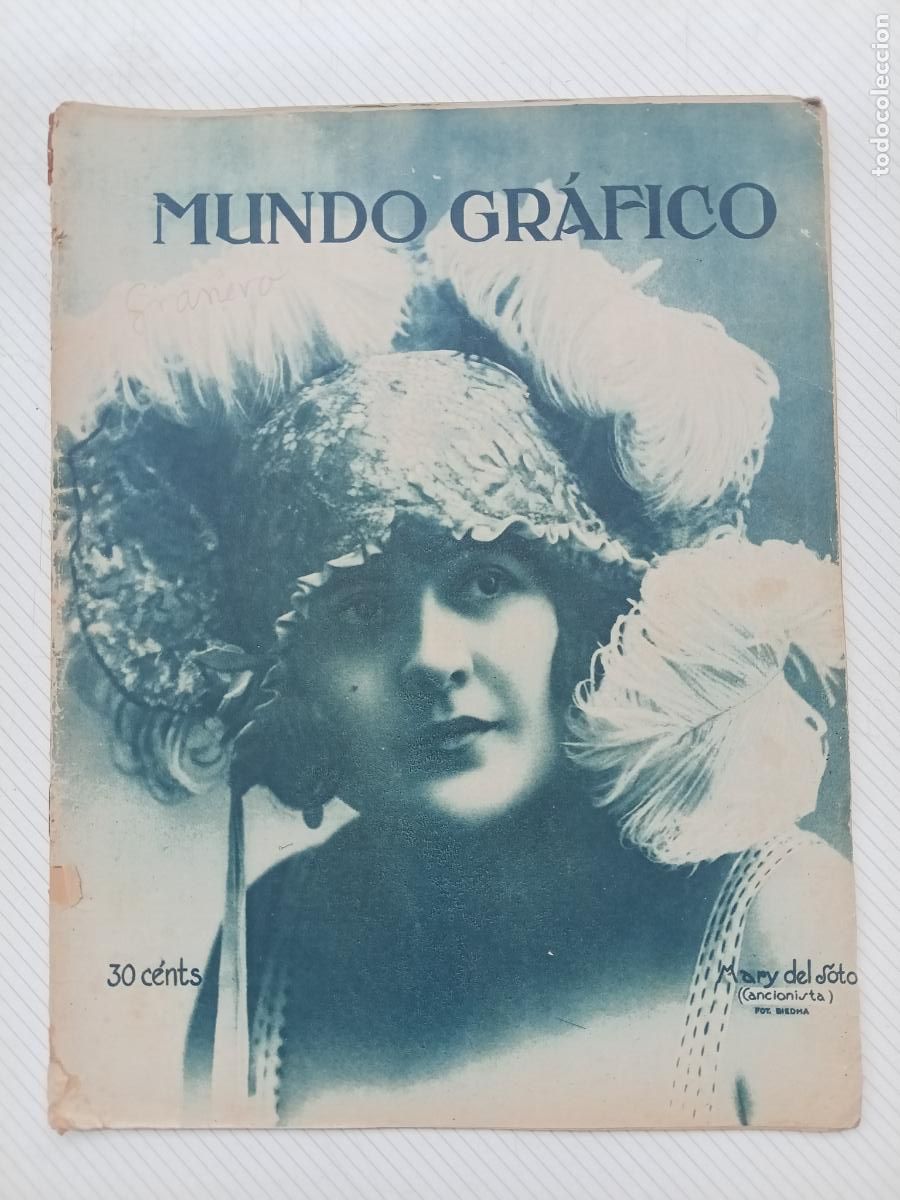 MUNDO GRÁFICO
Granero
30 cénts
Mary del Soto
(Cancionista)
FOT. BIEDMA
todocoleccion